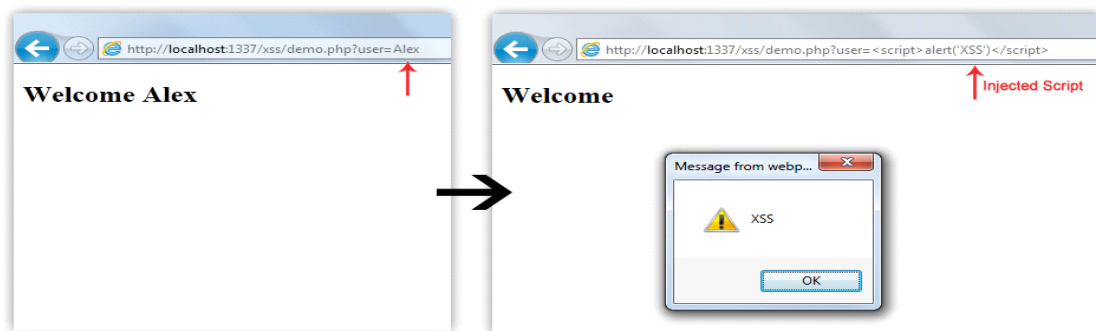 http://localhost:1337/xss/demo.php?user=Alex
Welcome Alex
http://localhost:1337/xss/demo.php?user=<script>alert('XSS')</script>
Injected Script
Welcome
Message from webp...
XSS
OK